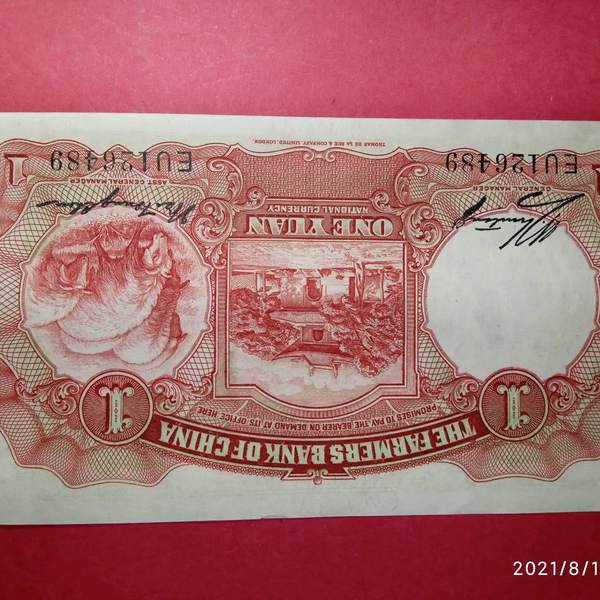 THE FARMERS BANK OF CHINA
PROMISES TO PAY THE BEARER ON DEMAND AT ITS OFFICE HERE
1
1
ONE YUAN
NATIONAL CURRENCY
GENERAL MANAGER
ASST. GENERAL MANAGER
EU126489
EU126489
1
1
THOMAS DE LA RUE & COMPANY, LIMITED, LONDON.
2021/8/1